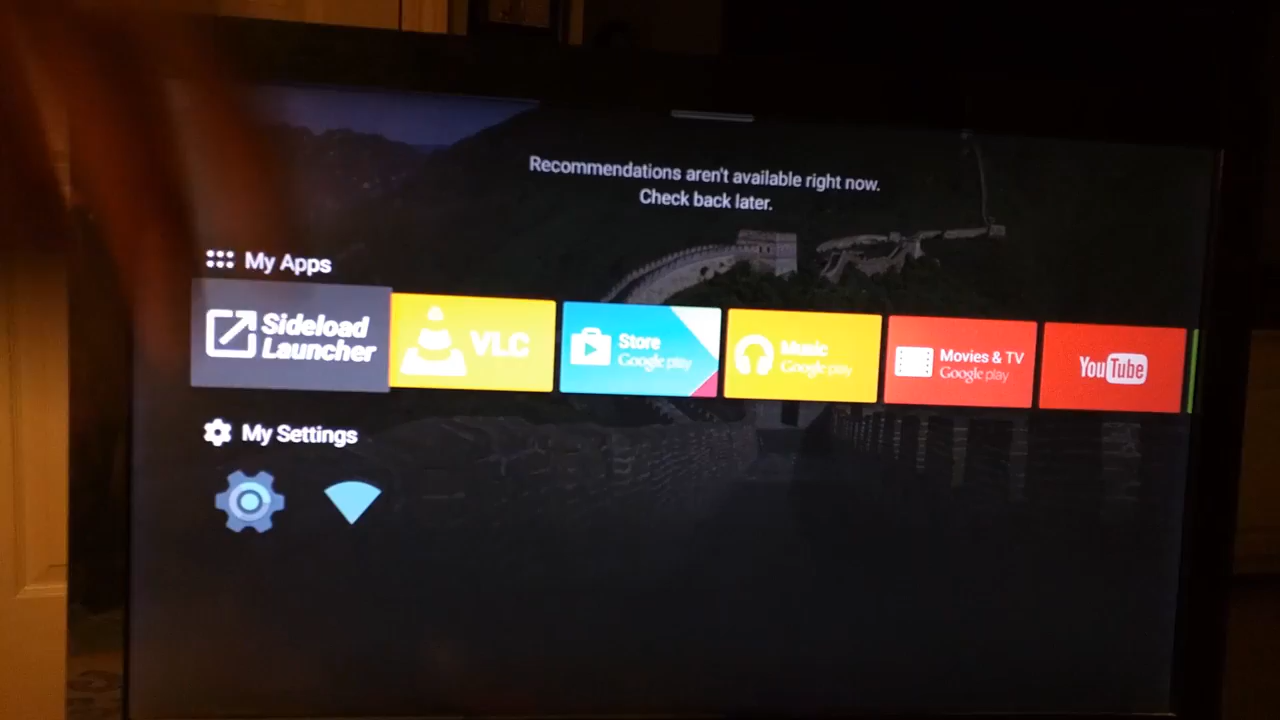 Recommendations aren't available right now.
Check back later.
My Apps
Sideload
Launcher
VLC
Store
Google play
Music
Google play
Movies & TV
Google play
YouTube
My Settings